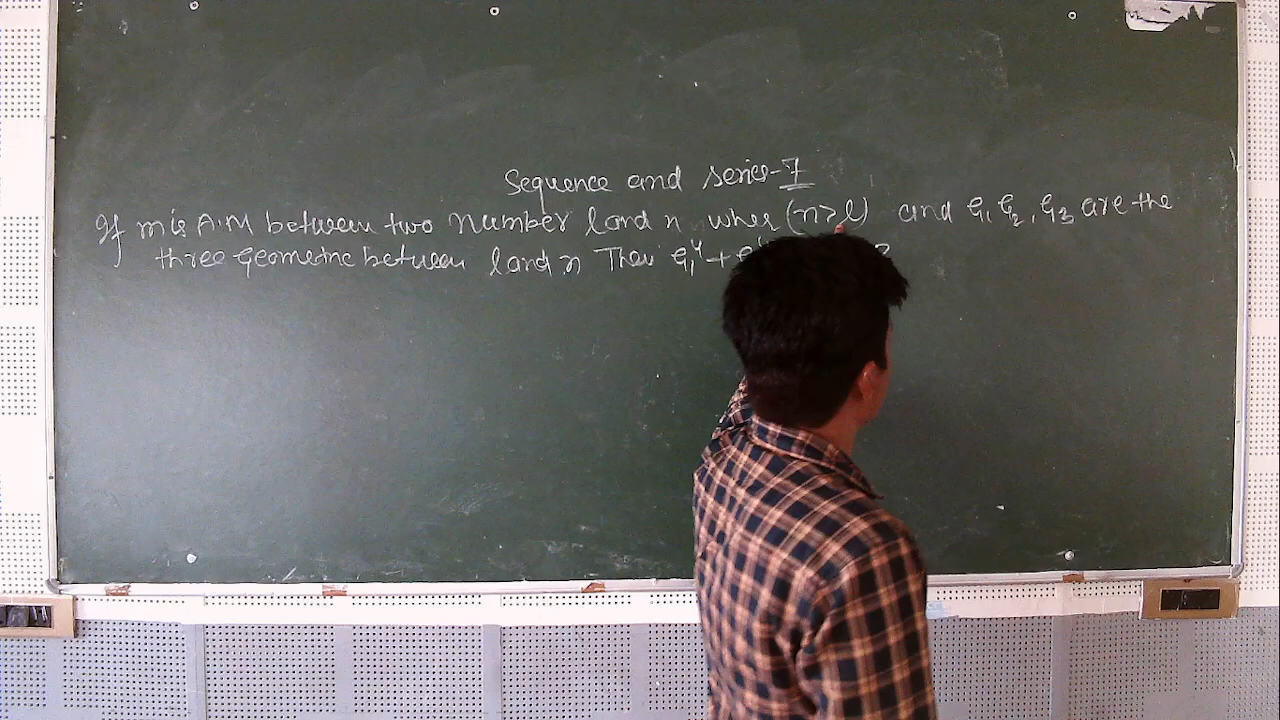 Sequence and series-7
If m is A.M between two number l and n wher (n>l) and G₁ G₂, G₃ are the
three Geometric between l and n Then G₁⁴+